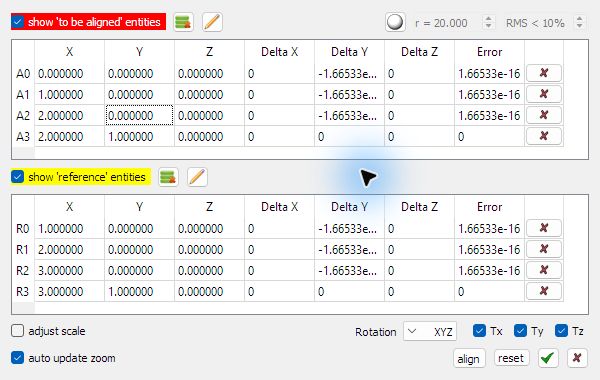 show 'to be aligned' entities r = 20.000 RMS < 10%
X Y Z Delta X Delta Y Delta Z Error
A0 0.000000 0.000000 0.000000 0 -1.66533e... 0 1.66533e-16
A1 1.000000 0.000000 0.000000 0 -1.66533e... 0 1.66533e-16
A2 2.000000 0.000000 0.000000 0 -1.66533e... 0 1.66533e-16
A3 2.000000 1.000000 0.000000 0 0 0 0
show 'reference' entities
X Y Z Delta X Delta Y Delta Z Error
R0 1.000000 0.000000 0.000000 0 -1.66533e... 0 1.66533e-16
R1 2.000000 0.000000 0.000000 0 -1.66533e... 0 1.66533e-16
R2 3.000000 0.000000 0.000000 0 -1.66533e... 0 1.66533e-16
R3 3.000000 1.000000 0.000000 0 0 0 0
adjust scale Rotation XYZ Tx Ty Tz
auto update zoom align reset